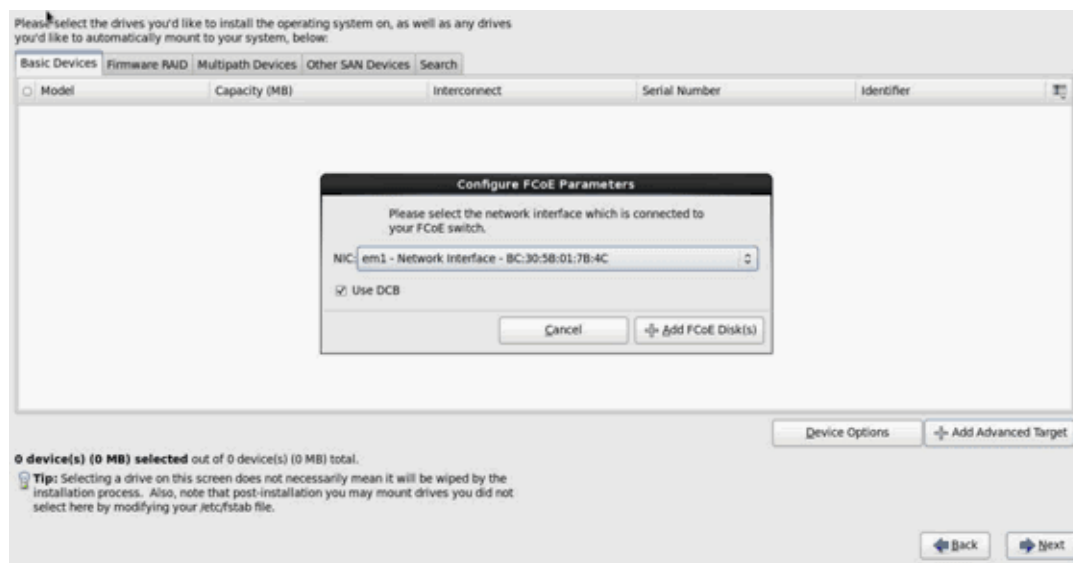 Please select the drives you'd like to install the operating system on, as well as any drives
you'd like to automatically mount to your system, below:
Basic Devices Firmware RAID Multipath Devices Other SAN Devices Search
Model Capacity (MB) Interconnect Serial Number Identifier
Configure FCoE Parameters
Please select the network interface which is connected to
your FCoE switch.
NIC: em1 - Network Interface - BC:30:5B:01:7B:4C
Use DCB
Cancel Add FCoE Disk(s)
Device Options Add Advanced Target
0 device(s) (0 MB) selected out of 0 device(s) (0 MB) total.
Tip: Selecting a drive on this screen does not necessarily mean it will be wiped by the
installation process. Also, note that post-installation you may mount drives you did not
select here by modifying your /etc/fstab file.
Back Next